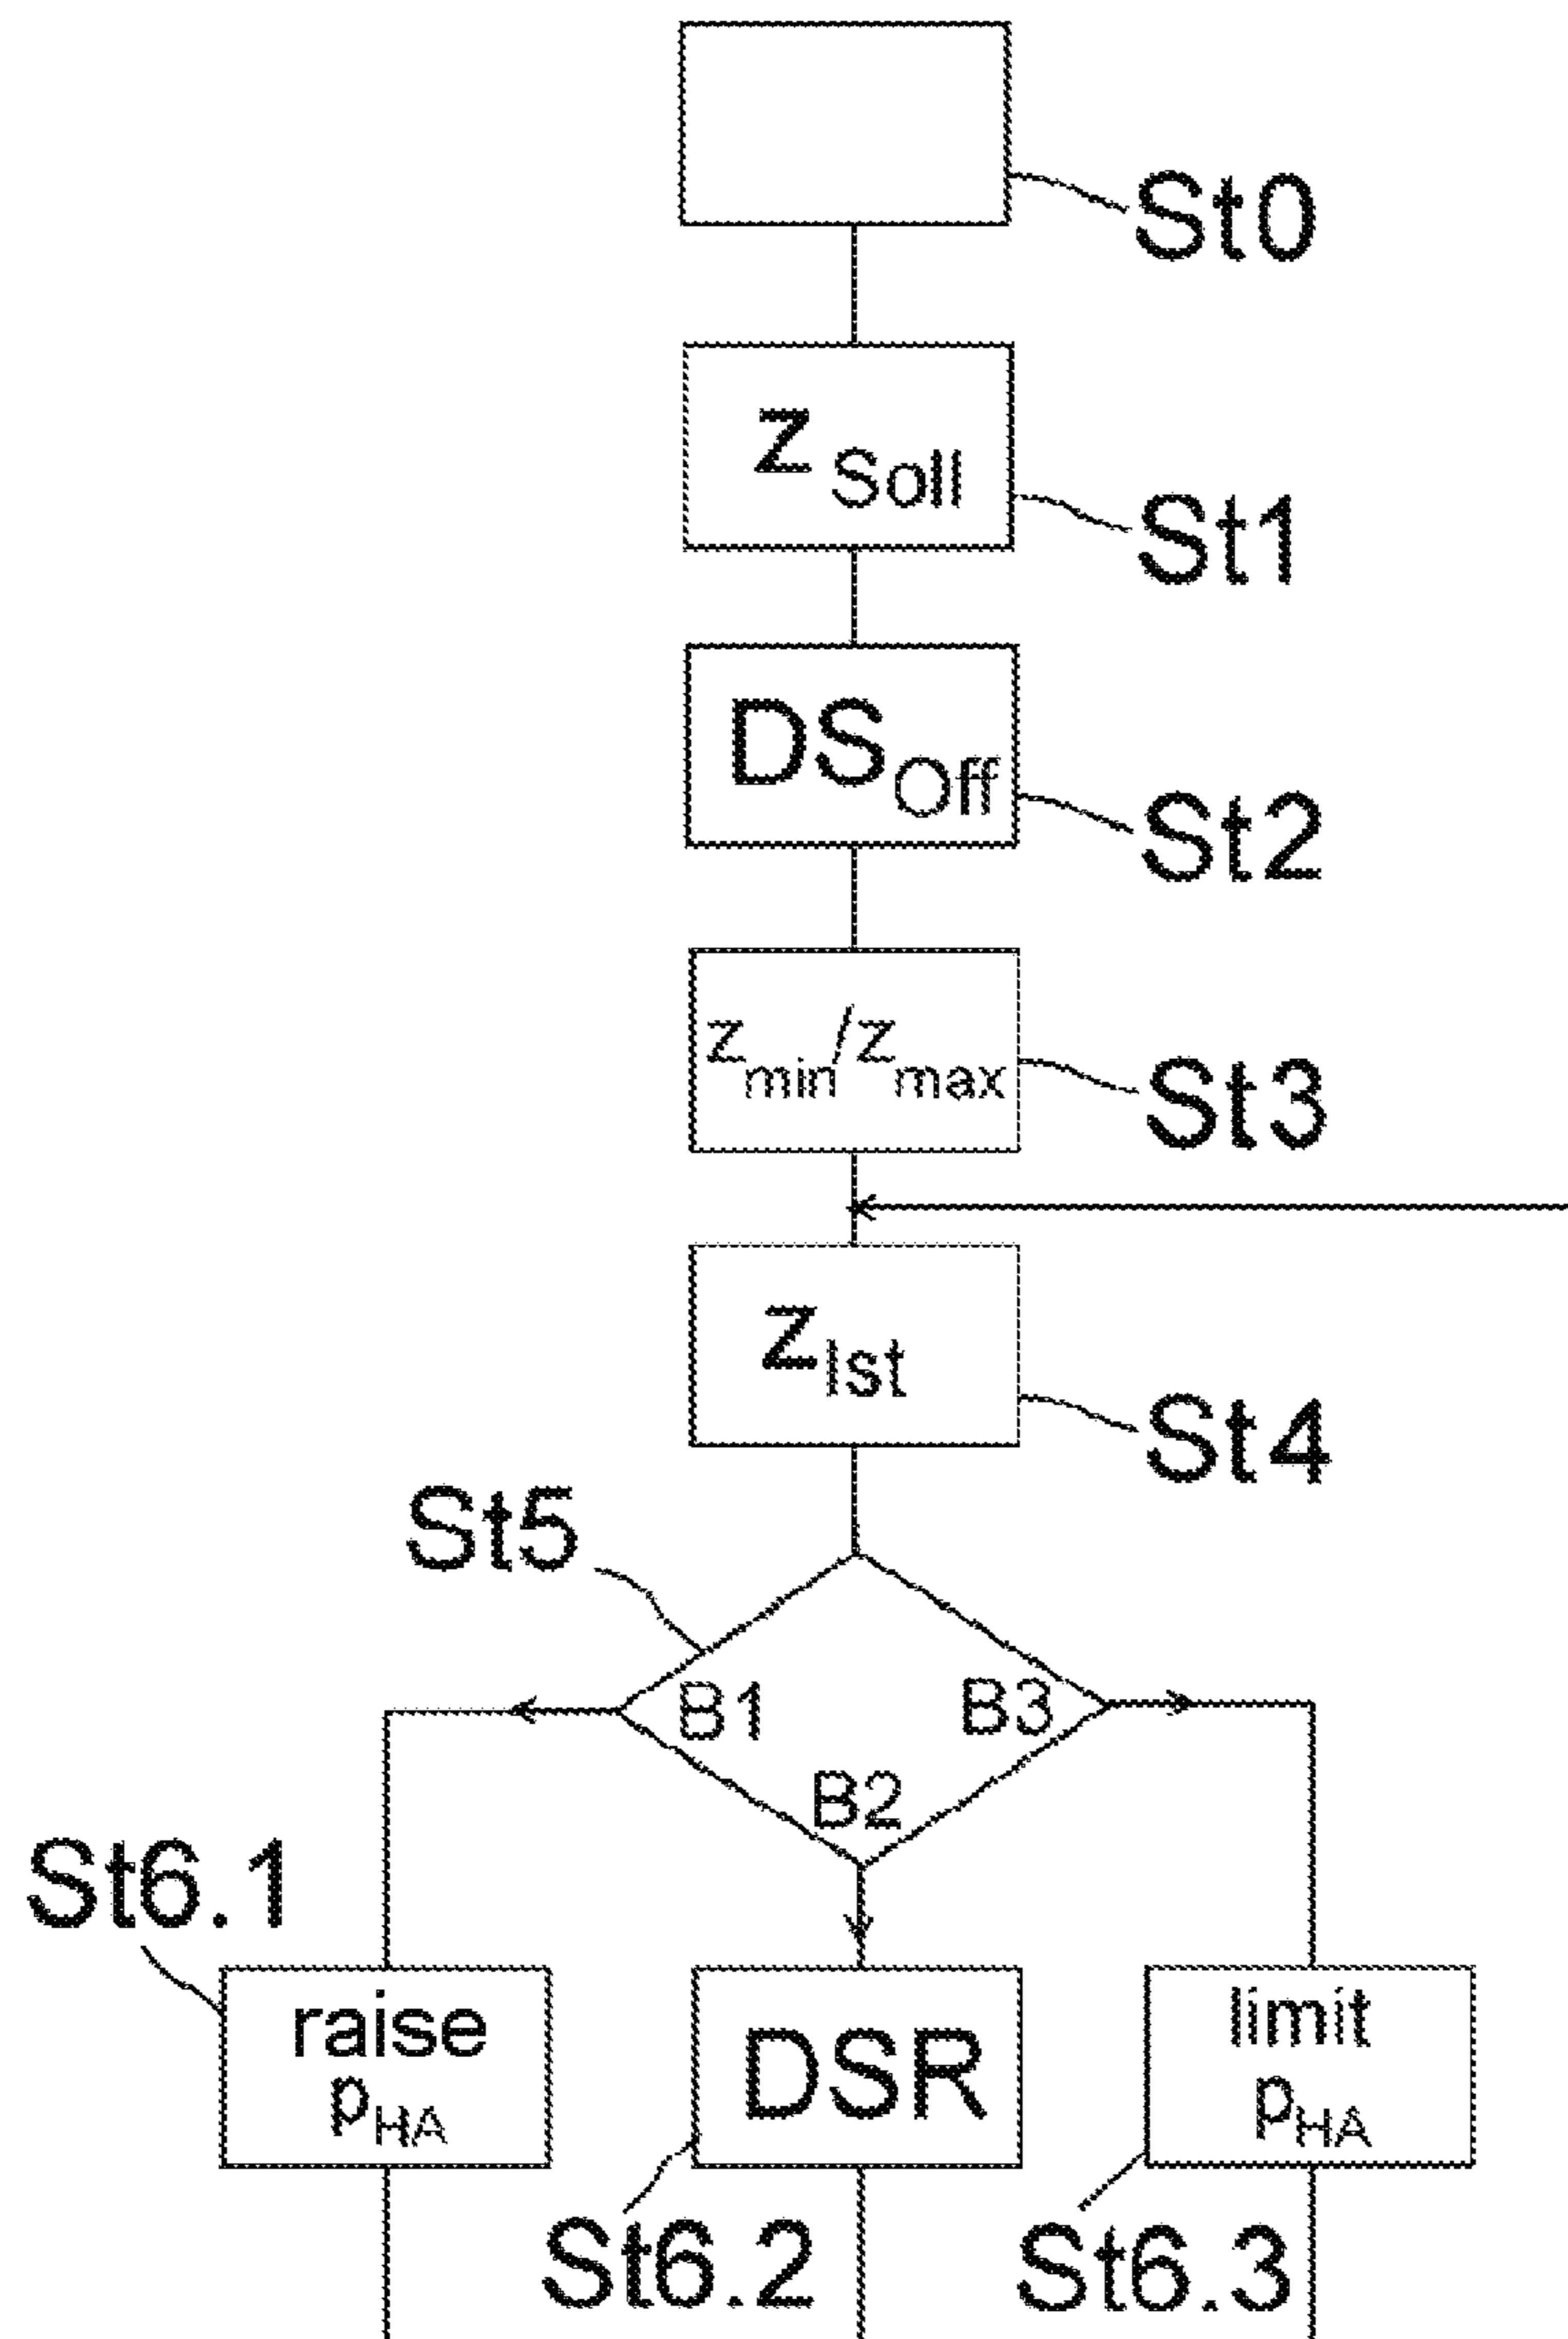 St0
z Soll
St1
DS Off
St2
z min / z max
St3
z Ist
St4
St5
B1
B3
B2
St6.1
raise
p HA
DSR
limit
p HA
St6.2
St6.3